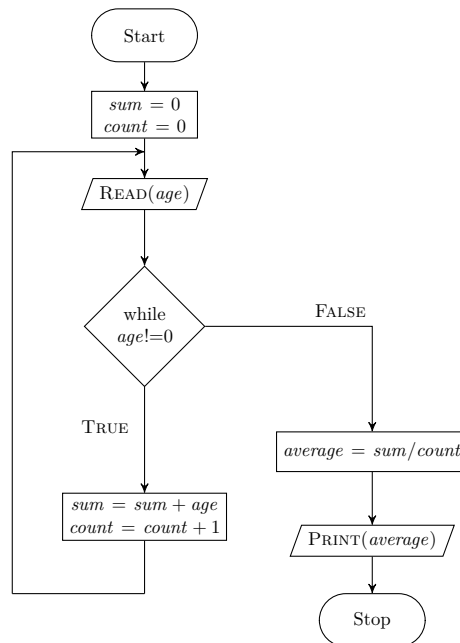 Start
sum = 0
count = 0
READ(age)
while
age!=0
FALSE
TRUE
average = sum/count
sum = sum + age
count = count + 1
PRINT(average)
Stop